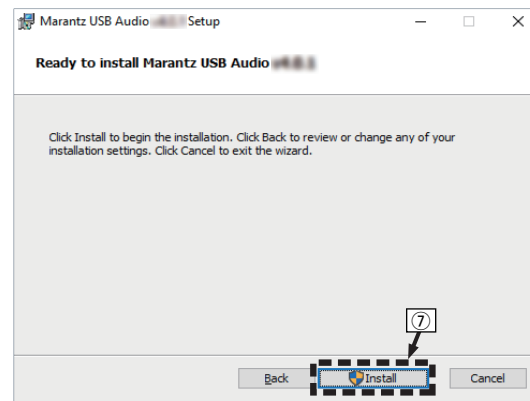 Marantz USB Audio Setup
Ready to install Marantz USB Audio
Click Install to begin the installation. Click Back to review or change any of your
installation settings. Click Cancel to exit the wizard.
⑦
Back Install Cancel